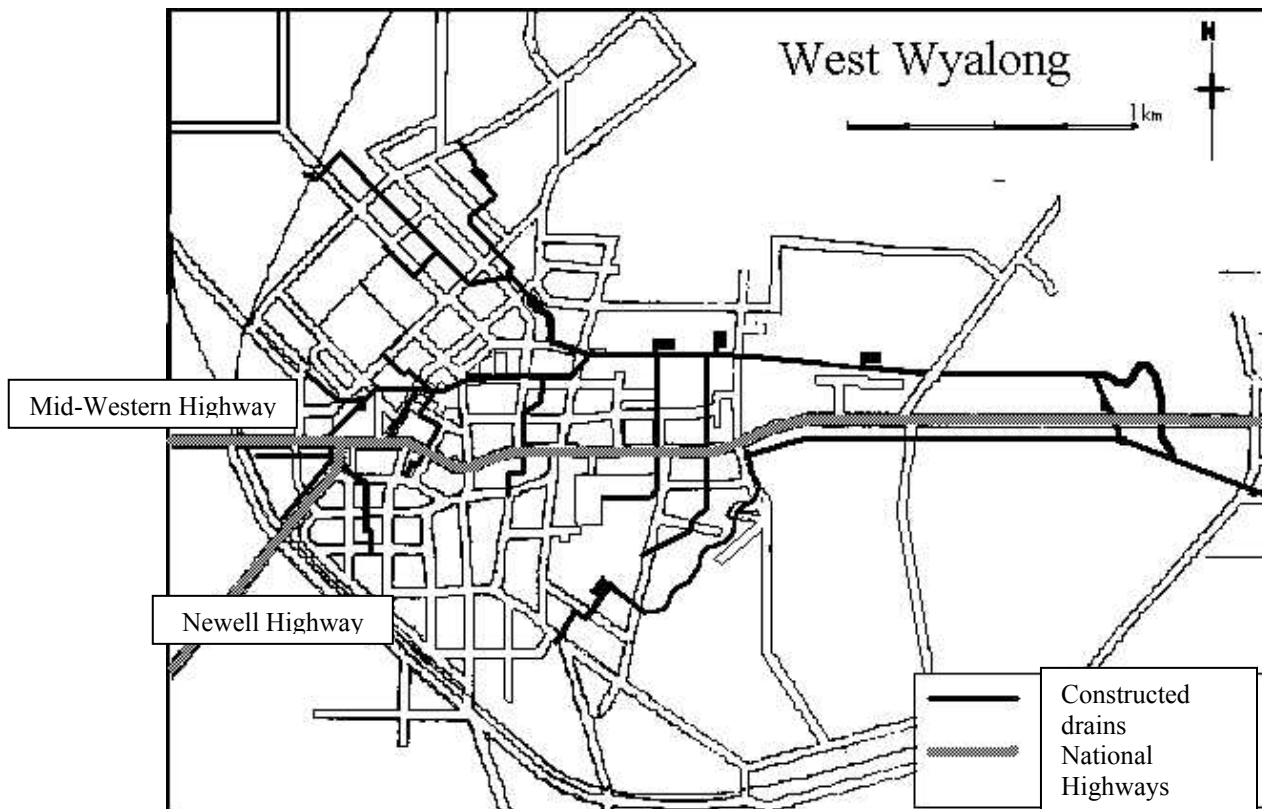 West Wyalong
N
1km
Mid-Western Highway
Newell Highway
Constructed
drains
National
Highways